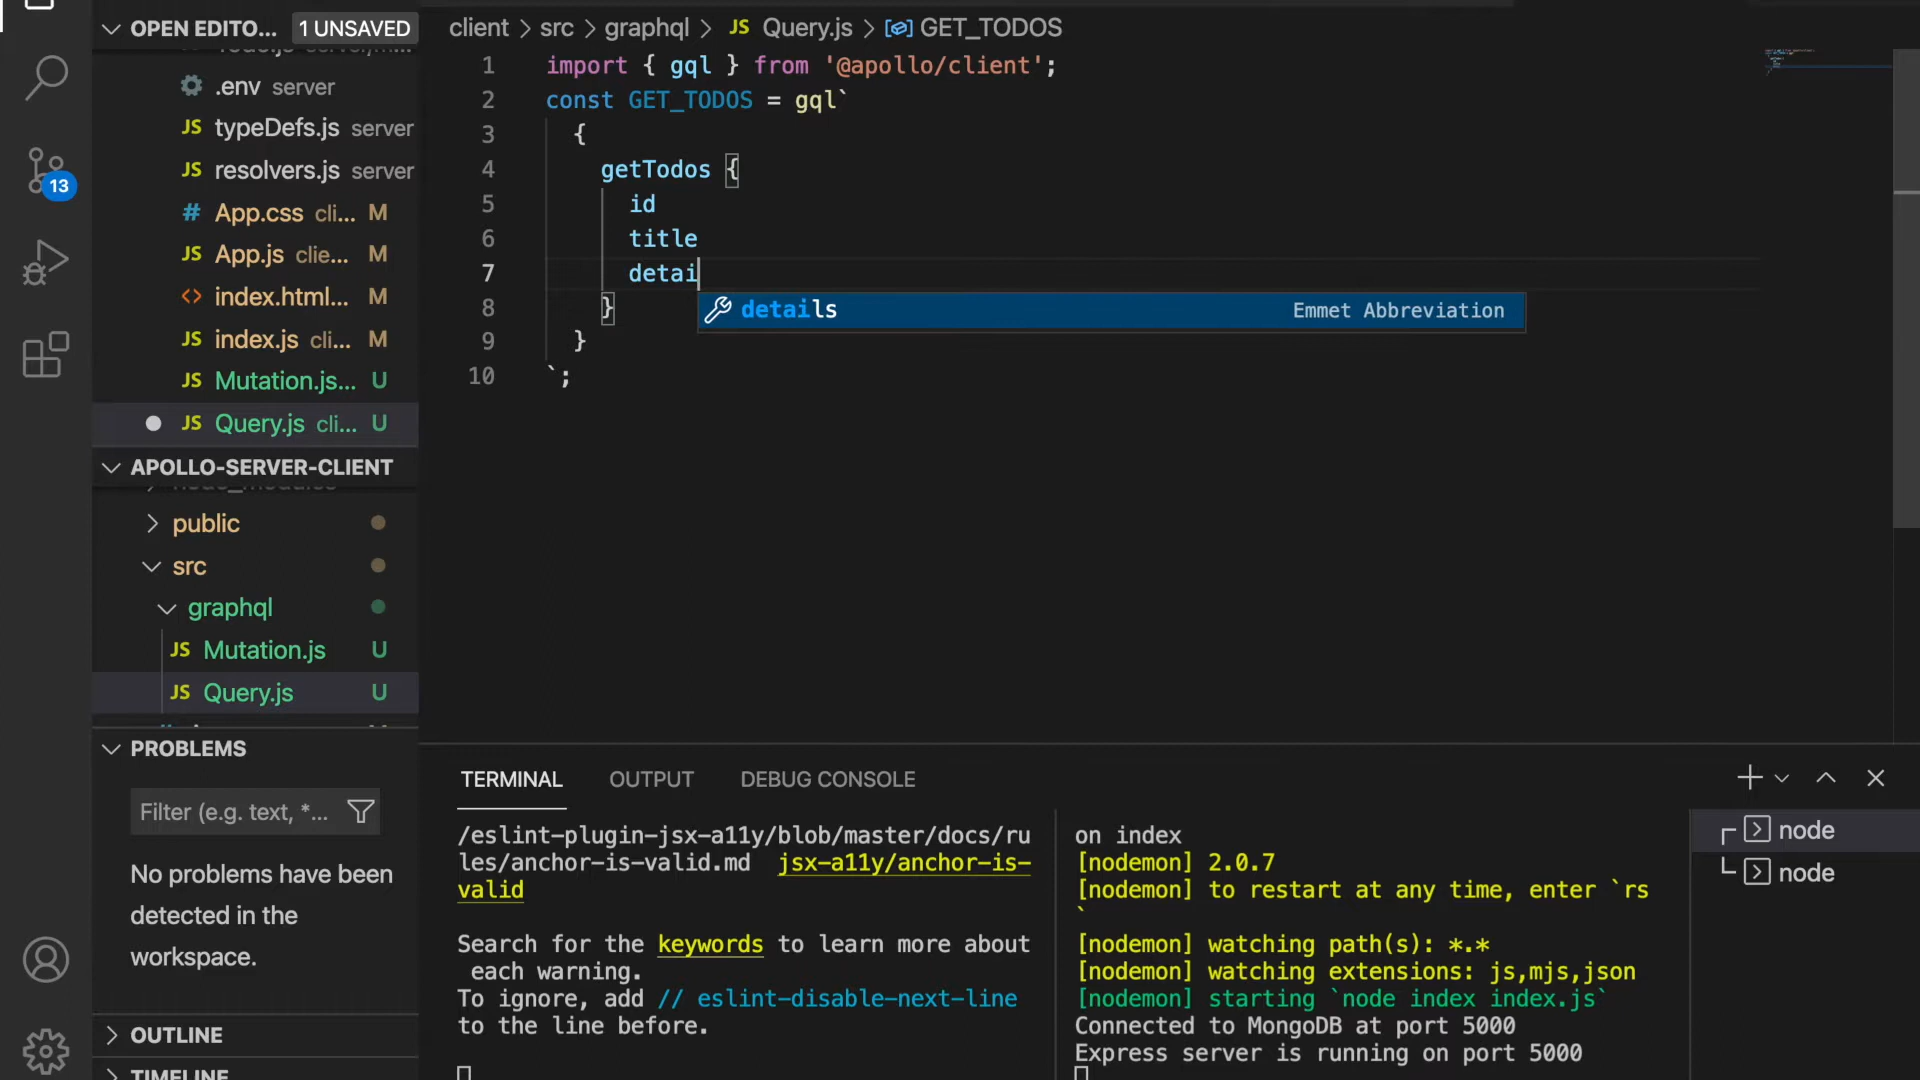 OPEN EDITO... 1 UNSAVED
.env server
typeDefs.js server
resolvers.js server
# App.css cli... M
JS App.js clie... M
<> index.html... M
JS index.js cli... M
JS Mutation.js... U
JS Query.js cli... U
APOLLO-SERVER-CLIENT
public
src
graphql
JS Mutation.js U
JS Query.js U
PROBLEMS
Filter (e.g. text, *...
No problems have been
detected in the
workspace.
OUTLINE
TIMELINE
13
client > src > graphql > JS Query.js > GET_TODOS
1 import { gql } from '@apollo/client';
2 const GET_TODOS = gql`
3 {
4 getTodos {
5 id
6 title
7 detai
details Emmet Abbreviation
8 }
9 }
10 `;
TERMINAL OUTPUT DEBUG CONSOLE
/eslint-plugin-jsx-a11y/blob/master/docs/ru
les/anchor-is-valid.md jsx-a11y/anchor-is-
valid
Search for the keywords to learn more about
each warning.
To ignore, add // eslint-disable-next-line
to the line before.
on index
[nodemon] 2.0.7
[nodemon] to restart at any time, enter `rs
`
[nodemon] watching path(s): *.*
[nodemon] watching extensions: js,mjs,json
[nodemon] starting `node index index.js`
Connected to MongoDB at port 5000
Express server is running on port 5000
node
node